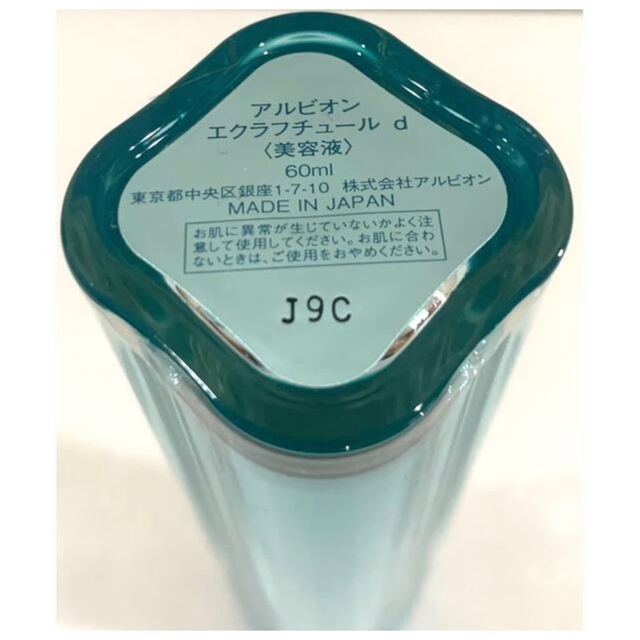 アルビオン
エクラフチュール d
〈美容液〉
60ml
東京都中央区銀座1-7-10 株式会社アルビオン
MADE IN JAPAN
お肌に異常が生じていないかよく注
意して使用してください。お肌に合わ
ないときは、ご使用をおやめください。
J9C